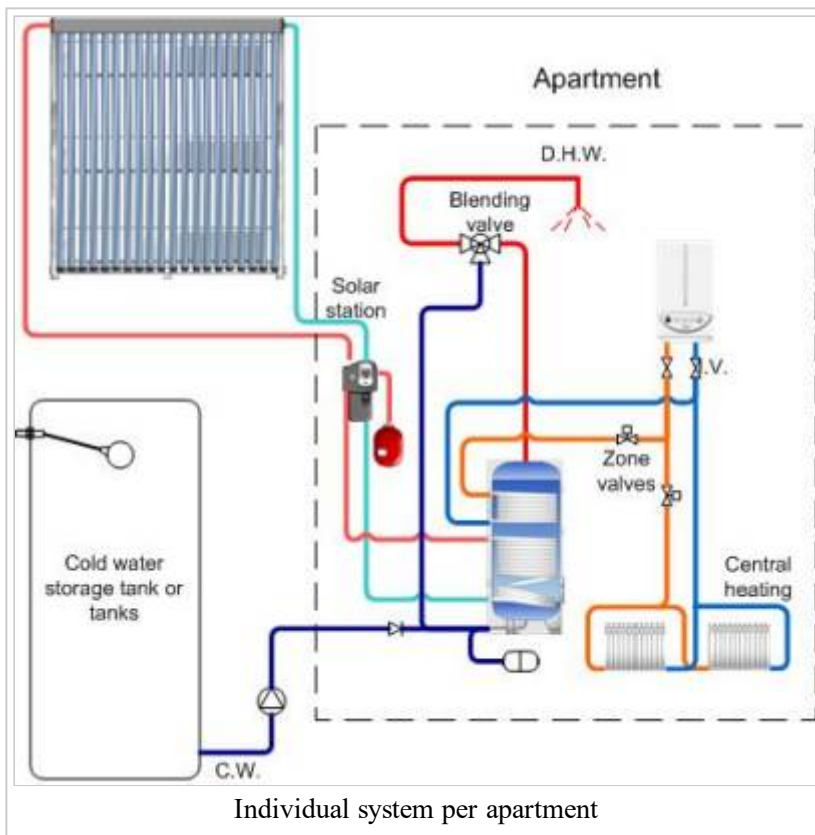 Apartment
D.H.W.
Blending
valve
Solar
station
I.V.
Zone
valves
Cold water
storage tank or
tanks
Central
heating
C.W.
Individual system per apartment